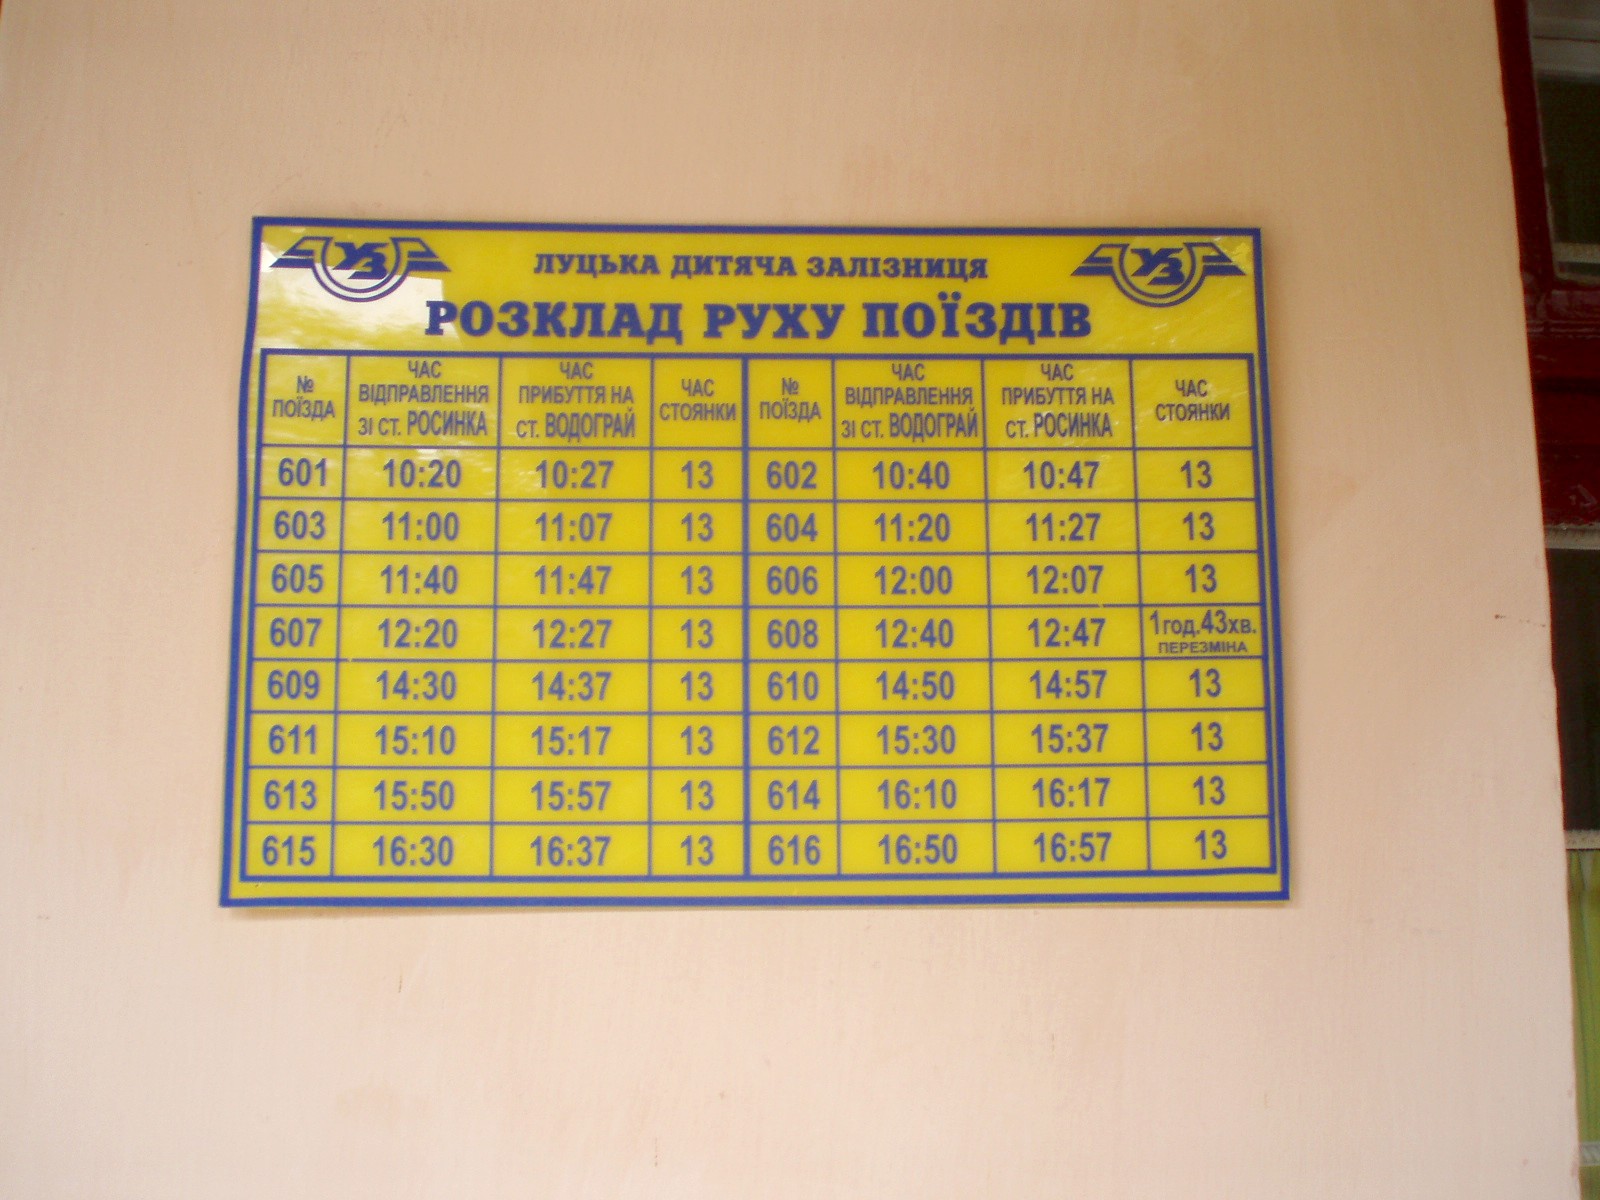 УЗ ЛУЦЬКА ДИТЯЧА ЗАЛІЗНИЦЯ УЗ
РОЗКЛАД РУХУ ПОЇЗДІВ
№ ПОЇЗДА ЧАС ВІДПРАВЛЕННЯ ЗІ СТ. РОСИНКА ЧАС ПРИБУТТЯ НА СТ. ВОДОГРАЙ ЧАС СТОЯНКИ № ПОЇЗДА ЧАС ВІДПРАВЛЕННЯ ЗІ СТ. ВОДОГРАЙ ЧАС ПРИБУТТЯ НА СТ. РОСИНКА ЧАС СТОЯНКИ
601 10:20 10:27 13 602 10:40 10:47 13
603 11:00 11:07 13 604 11:20 11:27 13
605 11:40 11:47 13 606 12:00 12:07 13
607 12:20 12:27 13 608 12:40 12:47 1год.43хв. ПЕРЕЗМІНА
609 14:30 14:37 13 610 14:50 14:57 13
611 15:10 15:17 13 612 15:30 15:37 13
613 15:50 15:57 13 614 16:10 16:17 13
615 16:30 16:37 13 616 16:50 16:57 13